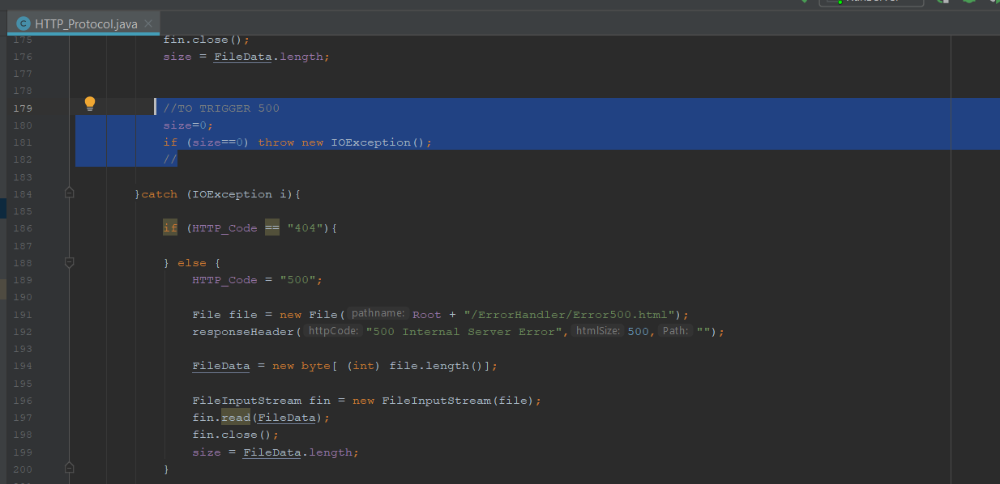 HTTP_Protocol.java
175 fin.close();
176 size = FileData.length;
177
178
179 //TO TRIGGER 500
180 size=0;
181 if (size==0) throw new IOException();
182 //
183
184 }catch (IOException i){
185
186 if (HTTP_Code == "404"){
187
188 } else {
189 HTTP_Code = "500";
190
191 File file = new File( pathname: Root + "/ErrorHandler/Error500.html");
192 responseHeader( httpCode: "500 Internal Server Error", htmlSize: 500, Path: "");
193
194 FileData = new byte[ (int) file.length()];
195
196 FileInputStream fin = new FileInputStream(file);
197 fin.read(FileData);
198 fin.close();
199 size = FileData.length;
200 }